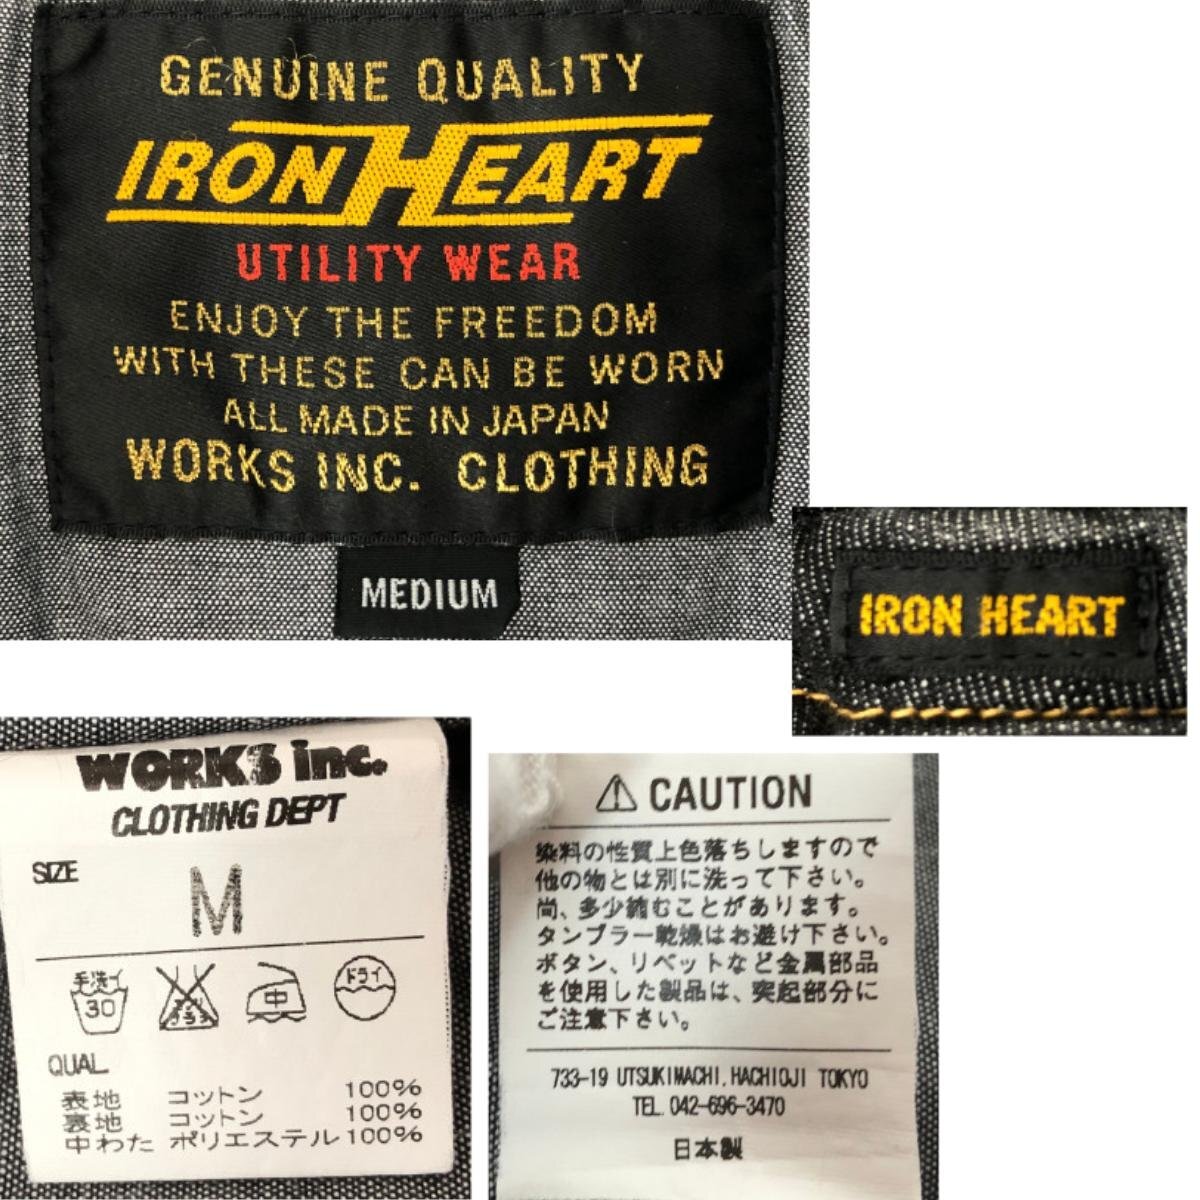 GENUINE QUALITY
IRON HEART
UTILITY WEAR
ENJOY THE FREEDOM
WITH THESE CAN BE WORN
ALL MADE IN JAPAN
WORKS INC. CLOTHING
MEDIUM
IRON HEART
WORKS inc.
CLOTHING DEPT
SIZE
M
手洗イ 30 エンソ サラシ 中 ドライ
QUAL
表地 コットン 100%
裏地 コットン 100%
中わた ポリエステル 100%
⚠ CAUTION
染料の性質上色落ちしますので
他の物とは別に洗って下さい。
尚、多少縮むことがあります。
タンブラー乾燥はお避け下さい。
ボタン、リベットなど金属部品
を使用した製品は、突起部分に
ご注意下さい。
733-19 UTSUKIMACHI, HACHIOJI TOKYO
TEL. 042-696-3470
日本製